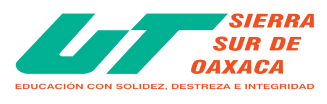 UT
SIERRA
SUR DE
OAXACA
EDUCACIÓN CON SOLIDEZ, DESTREZA E INTEGRIDAD